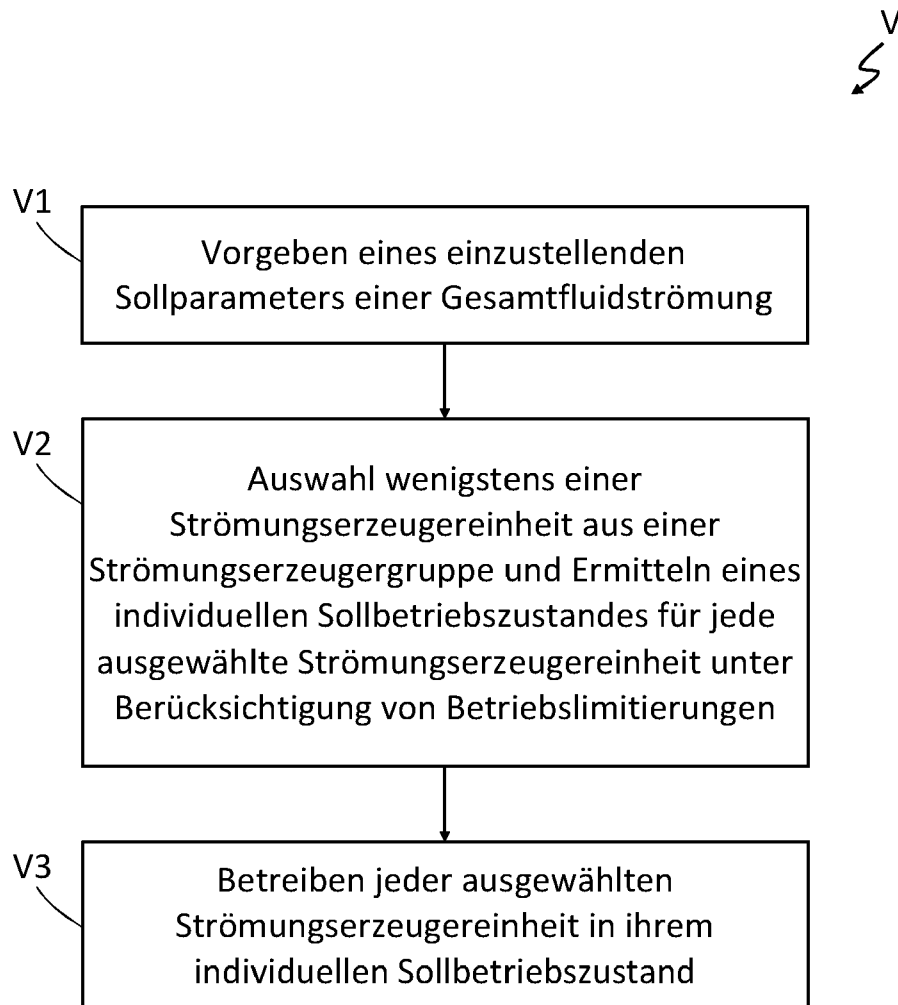 V
V1
Vorgeben eines einzustellenden
Sollparameters einer Gesamtfluidströmung
V2
Auswahl wenigstens einer
Strömungserzeugereinheit aus einer
Strömungserzeugergruppe und Ermitteln eines
individuellen Sollbetriebszustandes für jede
ausgewählte Strömungserzeugereinheit unter
Berücksichtigung von Betriebslimitierungen
V3
Betreiben jeder ausgewählten
Strömungserzeugereinheit in ihrem
individuellen Sollbetriebszustand